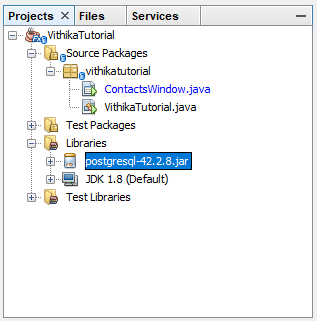 Projects Files Services
VithikaTutorial
Source Packages
vithikatutorial
ContactsWindow.java
VithikaTutorial.java
Test Packages
Libraries
postgresql-42.2.8.jar
JDK 1.8 (Default)
Test Libraries